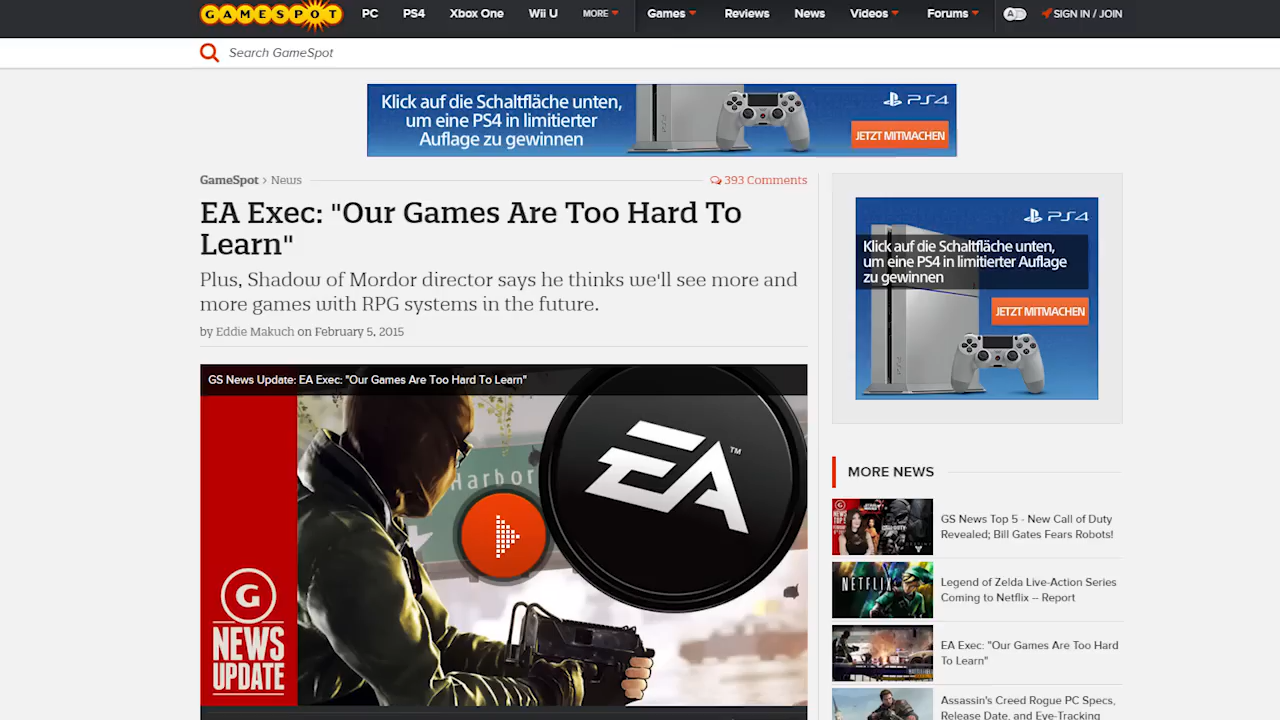 GAMESPOT
PC PS4 Xbox One Wii U MORE Games Reviews News Videos Forums A SIGN IN / JOIN
Search GameSpot
Klick auf die Schaltfläche unten,
um eine PS4 in limitierter
Auflage zu gewinnen
PS4
JETZT MITMACHEN
GameSpot > News
393 Comments
EA Exec: "Our Games Are Too Hard To
Learn"
Plus, Shadow of Mordor director says he thinks we'll see more and
more games with RPG systems in the future.
by Eddie Makuch on February 5, 2015
GS News Update: EA Exec: "Our Games Are Too Hard To Learn"
Harbor
EA™
G
NEWS
UPDATE
PS4
Klick auf die Schaltfläche unten,
um eine PS4 in limitierter Auflage
zu gewinnen
JETZT MITMACHEN
MORE NEWS
GS News Top 5 - New Call of Duty
Revealed; Bill Gates Fears Robots!
NETFLIX
Legend of Zelda Live-Action Series
Coming to Netflix -- Report
EA Exec: "Our Games Are Too Hard
To Learn"
Assassin's Creed Rogue PC Specs,
Release Date, and Eye-Tracking